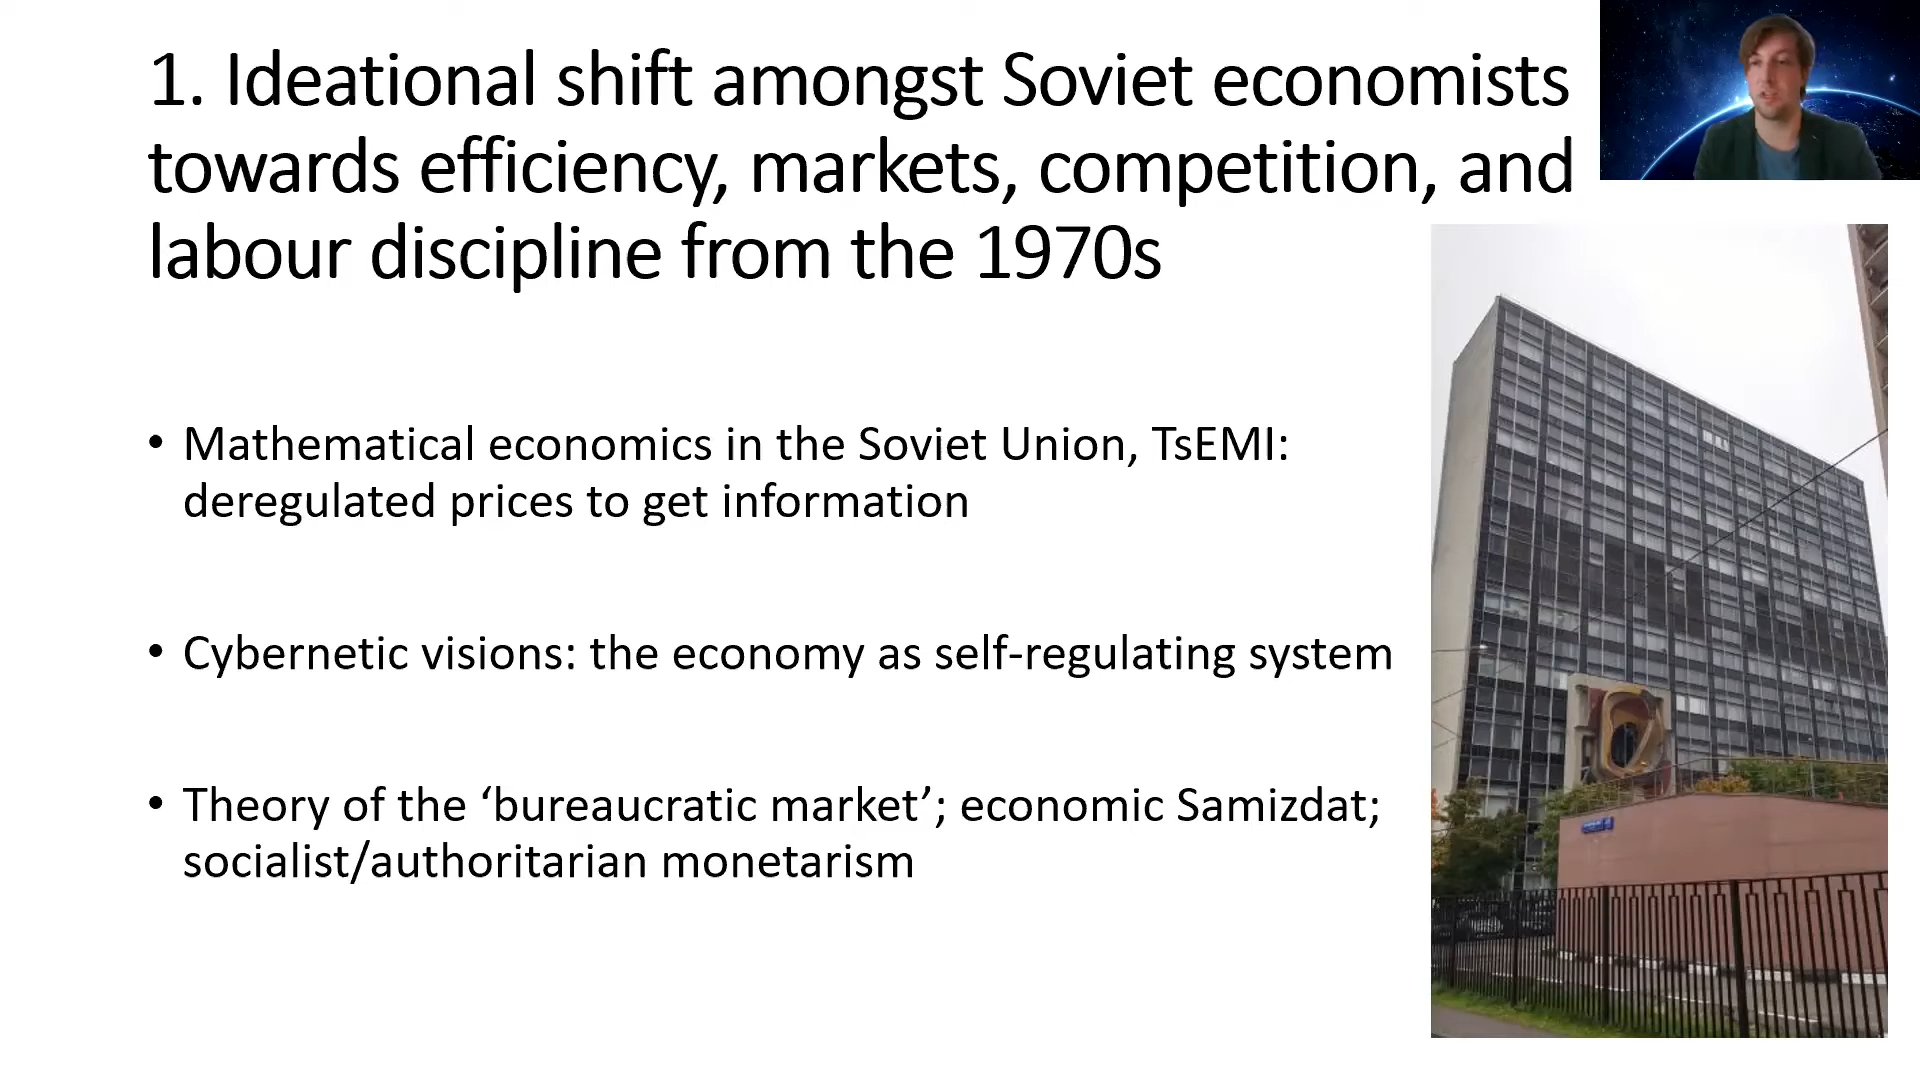 1. Ideational shift amongst Soviet economists
towards efficiency, markets, competition, and
labour discipline from the 1970s
• Mathematical economics in the Soviet Union, TsEMI:
deregulated prices to get information
• Cybernetic visions: the economy as self-regulating system
• Theory of the ‘bureaucratic market’; economic Samizdat;
socialist/authoritarian monetarism